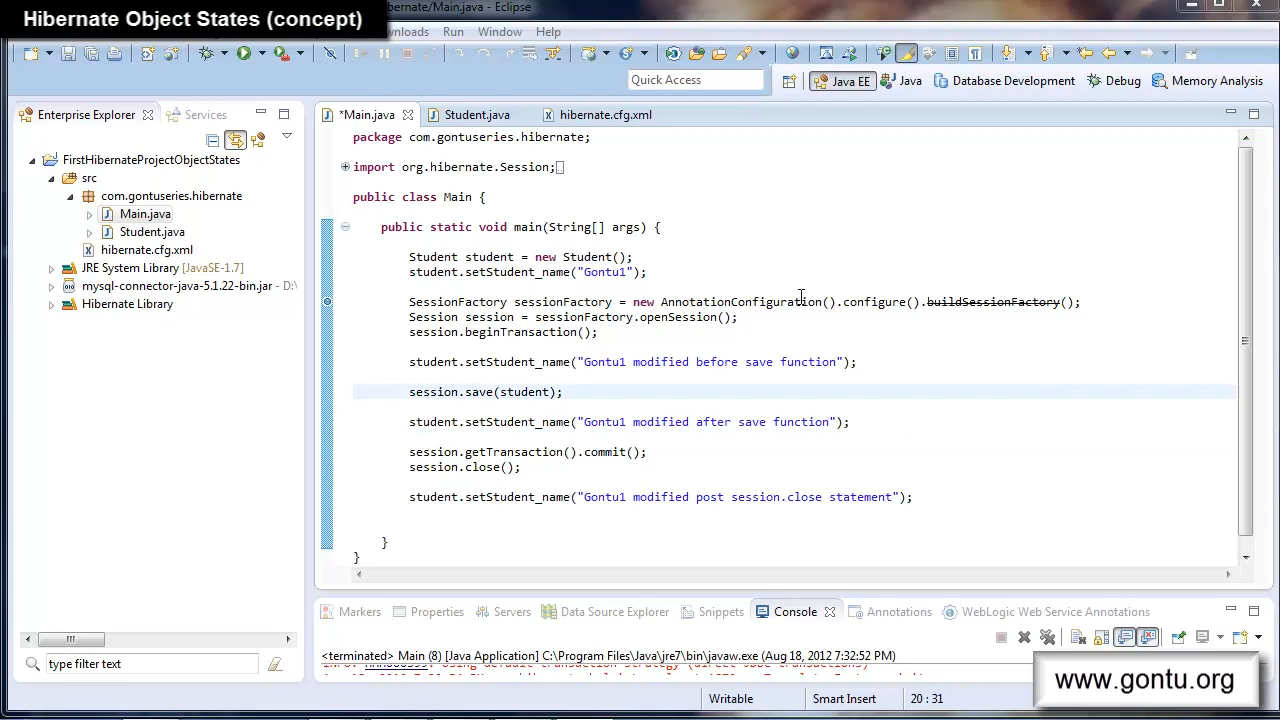 Hibernate Object States (concept)
Hibernate/Main.java - Eclipse
wnloads Run Window Help
Quick Access
Java EE Java Database Development Debug Memory Analysis
Enterprise Explorer Services
*Main.java Student.java hibernate.cfg.xml
FirstHibernateProjectObjectStates
src
com.gontuseries.hibernate
Main.java
Student.java
hibernate.cfg.xml
JRE System Library [JavaSE-1.7]
mysql-connector-java-5.1.22-bin.jar - D:\
Hibernate Library
package com.gontuseries.hibernate;
import org.hibernate.Session;
public class Main {
public static void main(String[] args) {
Student student = new Student();
student.setStudent_name("Gontu1");
SessionFactory sessionFactory = new AnnotationConfiguration().configure().buildSessionFactory();
Session session = sessionFactory.openSession();
session.beginTransaction();
student.setStudent_name("Gontu1 modified before save function");
session.save(student);
student.setStudent_name("Gontu1 modified after save function");
session.getTransaction().commit();
session.close();
student.setStudent_name("Gontu1 modified post session.close statement");
}
}
Markers Properties Servers Data Source Explorer Snippets Console Annotations WebLogic Web Service Annotations
type filter text
<terminated> Main (8) [Java Application] C:\Program Files\Java\jre7\bin\javaw.exe (Aug 18, 2012 7:32:52 PM)
Writable Smart Insert 20 : 31
www.gontu.org